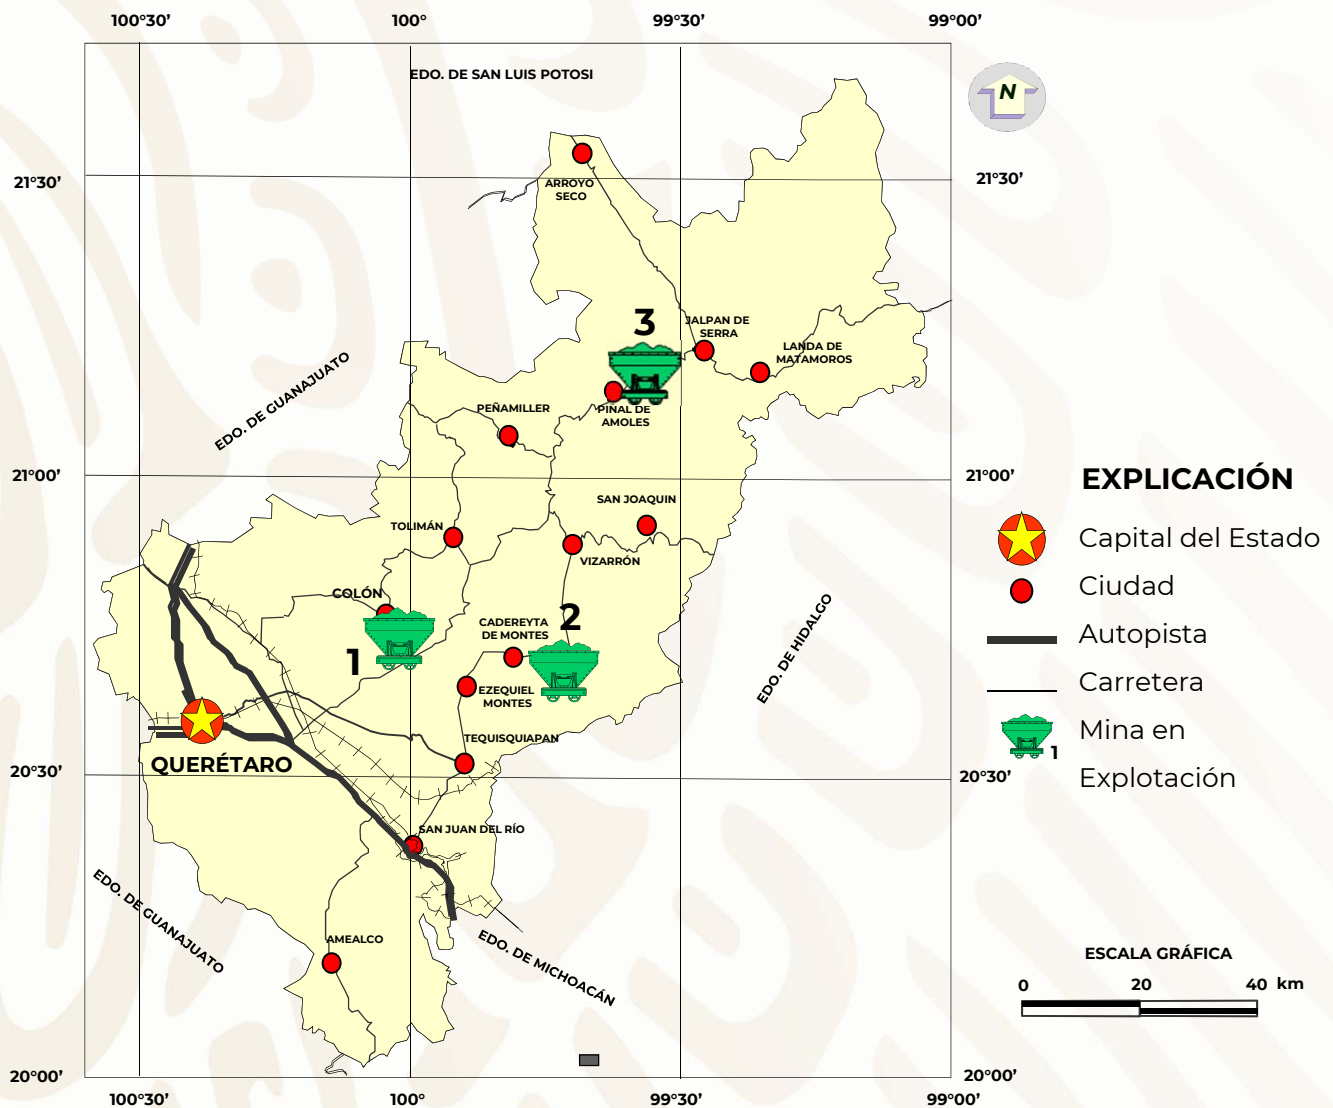 100°30’
100°
99°30’
99°00’
EDO. DE SAN LUIS POTOSI
N
21°30’
21°30’
ARROYO
SECO
3
JALPAN DE
SERRA
LANDA DE
MATAMOROS
EDO. DE GUANAJUATO
PEÑAMILLER
PINAL DE
AMOLES
21°00’
21°00’
EXPLICACIÓN
SAN JOAQUIN
TOLIMÁN
VIZARRÓN
Capital del Estado
Ciudad
COLÓN
2
CADEREYTA
DE MONTES
EDO. DE HIDALGO
Autopista
1
Carretera
EZEQUIEL
MONTES
Mina en
1
Explotación
TEQUISQUIAPAN
QUERÉTARO
20°30’
20°30’
SAN JUAN DEL RÍO
EDO. DE GUANAJUATO
AMEALCO
EDO. DE MICHOACÁN
ESCALA GRÁFICA
0
20
40 km
20°00’
20°00’
100°30’
100°
99°30’
99°00’